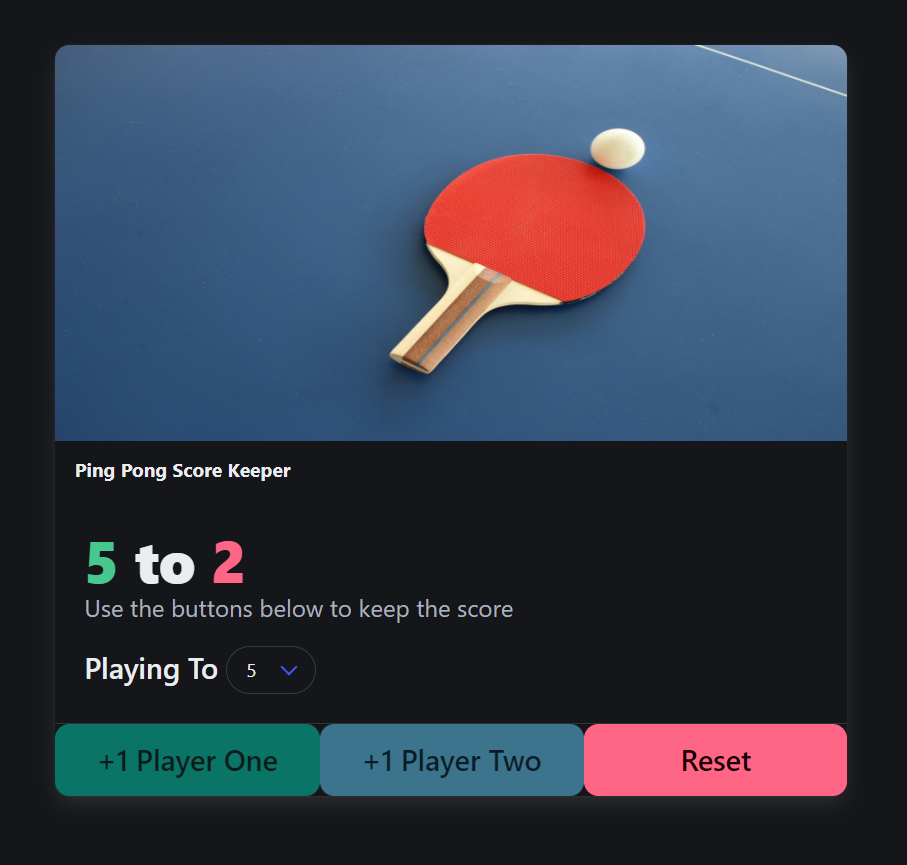 Ping Pong Score Keeper
5 to 2
Use the buttons below to keep the score
Playing To 5
+1 Player One +1 Player Two Reset